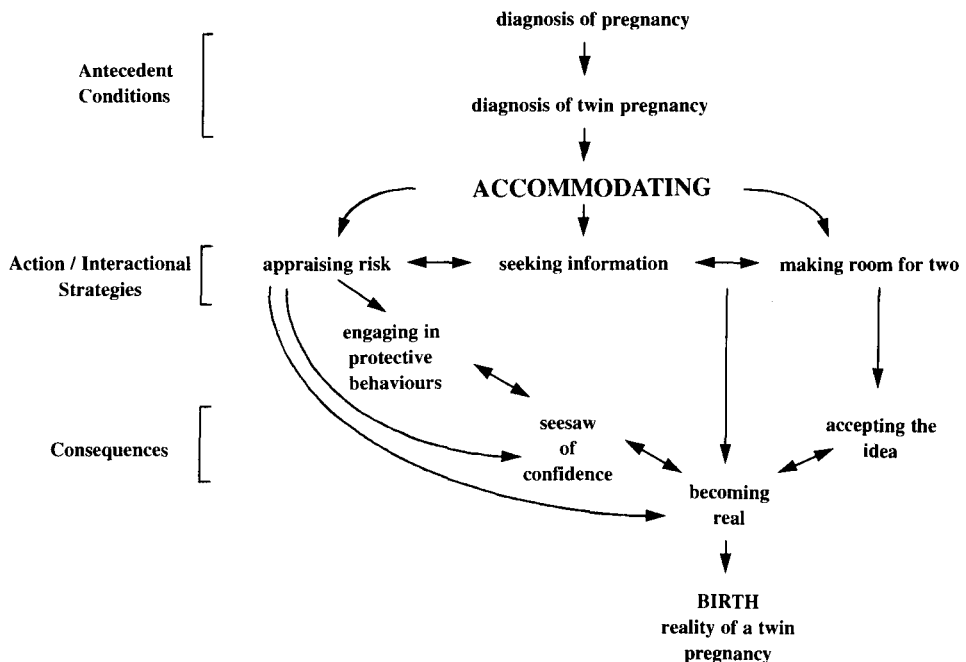 diagnosis of pregnancy
Antecedent
Conditions
diagnosis of twin pregnancy
ACCOMMODATING
Action / Interactional
Strategies
appraising risk
seeking information
making room for two
engaging in
protective
behaviours
Consequences
seesaw
of
confidence
accepting the
idea
becoming
real
BIRTH
reality of a twin
pregnancy